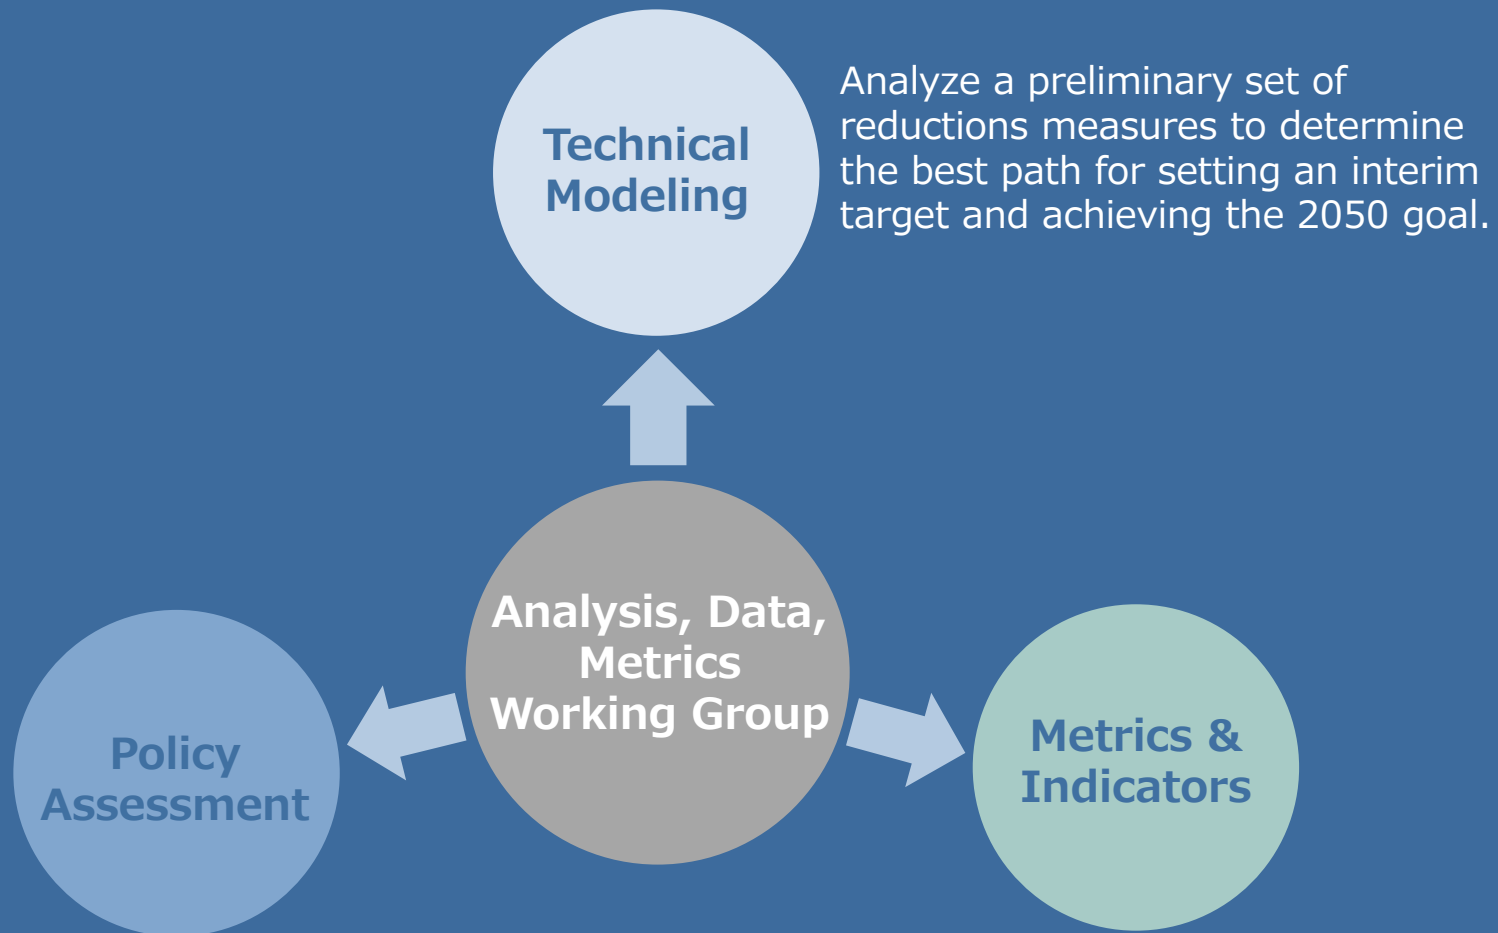 Technical
Modeling
Analyze a preliminary set of
reductions measures to determine
the best path for setting an interim
target and achieving the 2050 goal.
Analysis, Data,
Metrics
Working Group
Policy
Assessment
Metrics &
Indicators